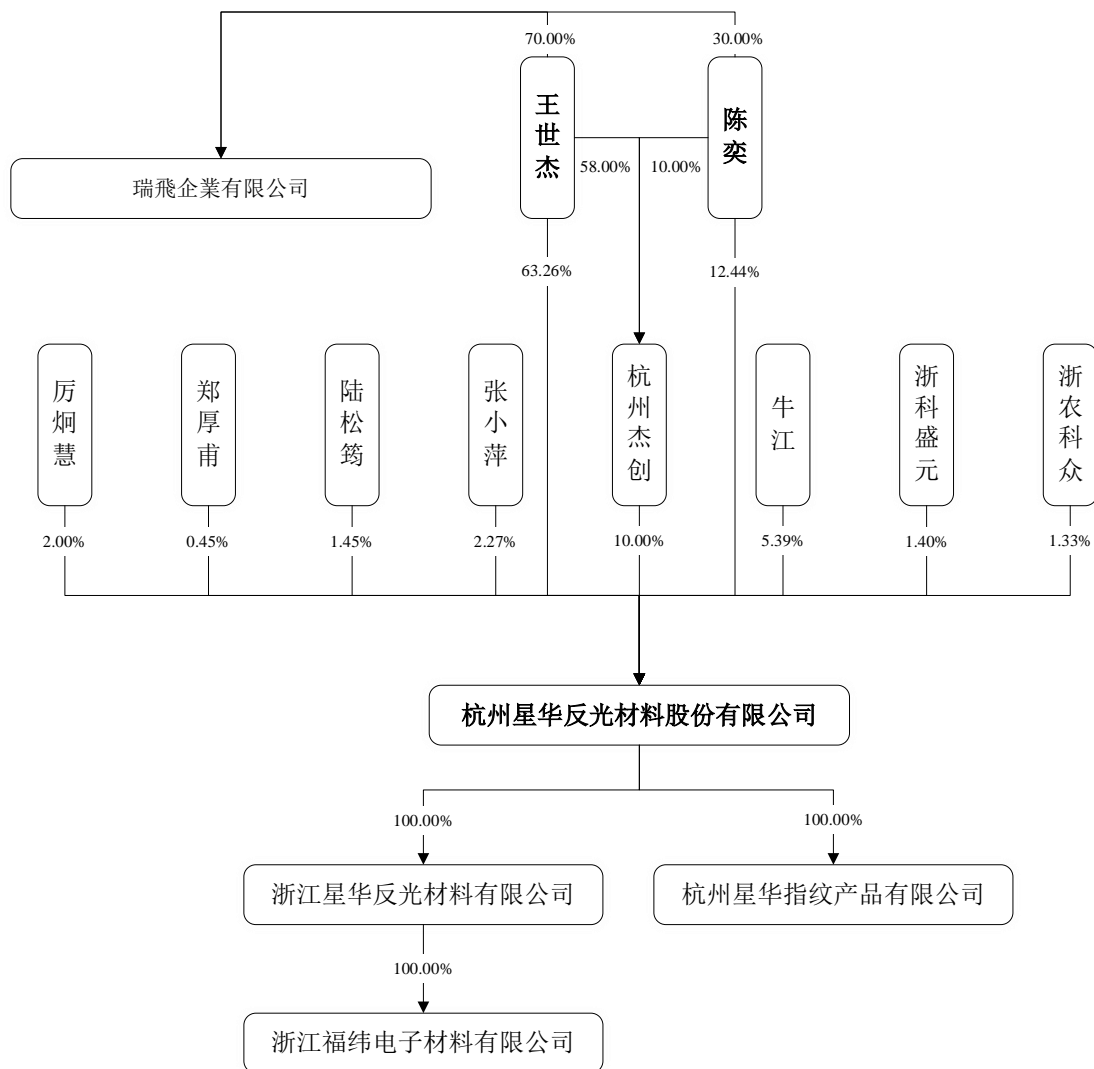 70.00%
30.00%
王世杰
陈奕
58.00%
10.00%
瑞飛企業有限公司
63.26%
12.44%
厉炯慧
郑厚甫
陆松筠
张小萍
杭州杰创
牛江
浙科盛元
浙农科众
2.00%
0.45%
1.45%
2.27%
10.00%
5.39%
1.40%
1.33%
杭州星华反光材料股份有限公司
100.00%
100.00%
浙江星华反光材料有限公司
杭州星华指纹产品有限公司
100.00%
浙江福纬电子材料有限公司